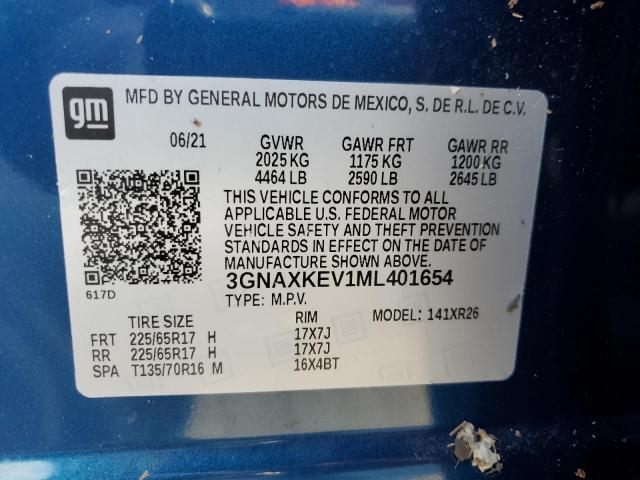 gm
MFD BY GENERAL MOTORS DE MEXICO, S. DE R.L. DE C.V.
06/21 GVWR GAWR FRT GAWR RR
2025 KG 1175 KG 1200 KG
4464 LB 2590 LB 2645 LB
THIS VEHICLE CONFORMS TO ALL
APPLICABLE U.S. FEDERAL MOTOR
VEHICLE SAFETY AND THEFT PREVENTION
STANDARDS IN EFFECT ON THE DATE OF
MANUFACTURE SHOWN ABOVE.
617D
3GNAXKEV1ML401654
TYPE: M.P.V.
TIRE SIZE RIM MODEL: 141XR26
FRT 225/65R17 H 17X7J
RR 225/65R17 H 17X7J
SPA T135/70R16 M 16X4BT